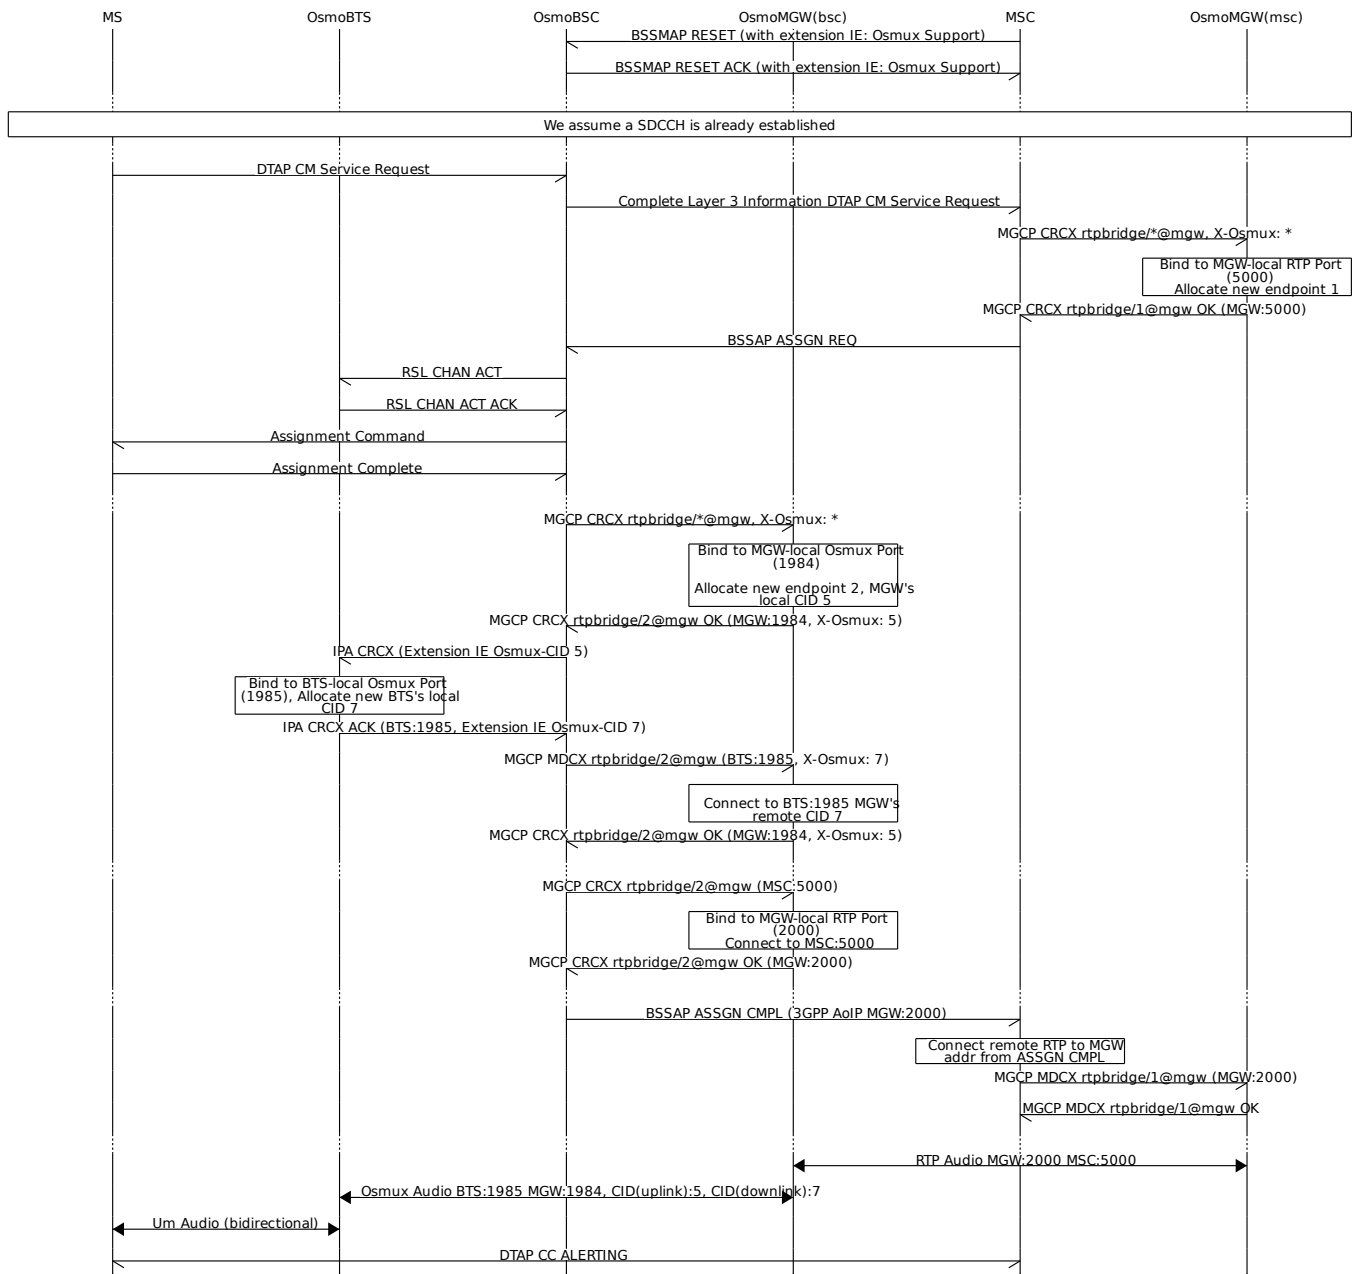 MS OsmoBTS OsmoBSC OsmoMGW(bsc) MSC OsmoMGW(msc)
BSSMAP RESET (with extension IE: Osmux Support)
BSSMAP RESET ACK (with extension IE: Osmux Support)
We assume a SDCCH is already established
DTAP CM Service Request
Complete Layer 3 Information DTAP CM Service Request
MGCP CRCX rtpbridge/*@mgw, X-Osmux: *
Bind to MGW-local RTP Port
(5000)
Allocate new endpoint 1
MGCP CRCX rtpbridge/1@mgw OK (MGW:5000)
BSSAP ASSGN REQ
RSL CHAN ACT
RSL CHAN ACT ACK
Assignment Command
Assignment Complete
MGCP CRCX rtpbridge/*@mgw, X-Osmux: *
Bind to MGW-local Osmux Port
(1984)
Allocate new endpoint 2, MGW's
local CID 5
MGCP CRCX rtpbridge/2@mgw OK (MGW:1984, X-Osmux: 5)
IPA CRCX (Extension IE Osmux-CID 5)
Bind to BTS-local Osmux Port
(1985), Allocate new BTS's local
CID 7
IPA CRCX ACK (BTS:1985, Extension IE Osmux-CID 7)
MGCP MDCX rtpbridge/2@mgw (BTS:1985, X-Osmux: 7)
Connect to BTS:1985 MGW's
remote CID 7
MGCP CRCX rtpbridge/2@mgw OK (MGW:1984, X-Osmux: 5)
MGCP CRCX rtpbridge/2@mgw (MSC:5000)
Bind to MGW-local RTP Port
(2000)
Connect to MSC:5000
MGCP CRCX rtpbridge/2@mgw OK (MGW:2000)
BSSAP ASSGN CMPL (3GPP AoIP MGW:2000)
Connect remote RTP to MGW
addr from ASSGN CMPL
MGCP MDCX rtpbridge/1@mgw (MGW:2000)
MGCP MDCX rtpbridge/1@mgw OK
RTP Audio MGW:2000 MSC:5000
Osmux Audio BTS:1985 MGW:1984, CID(uplink):5, CID(downlink):7
Um Audio (bidirectional)
DTAP CC ALERTING